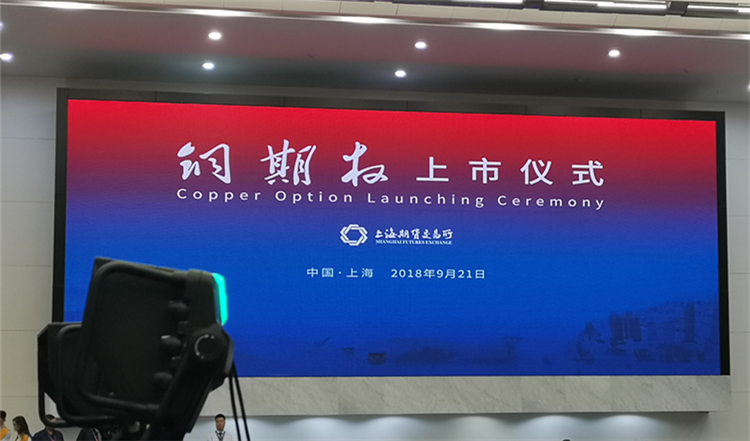 铜期权上市仪式
Copper Option Launching Ceremony
上海期货交易所
SHANGHAI FUTURES EXCHANGE
中国·上海 2018年9月21日